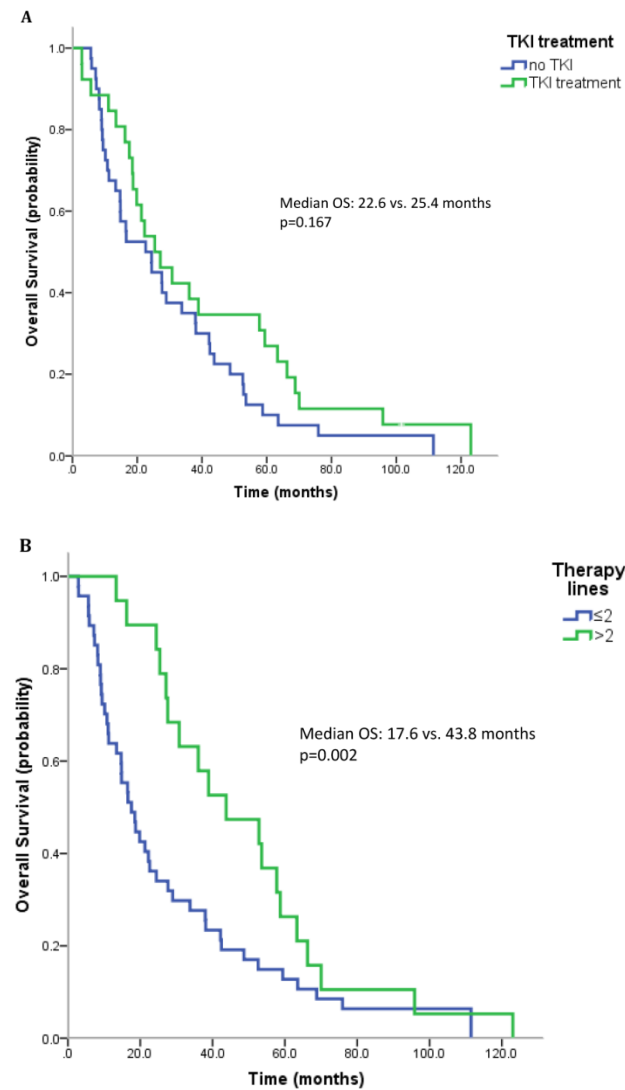 A
TKI treatment
no TKI
TKI treatment
Overall Survival (probability)
1.0
0.8
0.6
0.4
0.2
0.0
Median OS: 22.6 vs. 25.4 months
p=0.167
.0 20.0 40.0 60.0 80.0 100.0 120.0
Time (months)
B
Therapy
lines
≤2
>2
Overall Survival (probability)
1.0
0.8
0.6
0.4
0.2
0.0
Median OS: 17.6 vs. 43.8 months
p=0.002
.0 20.0 40.0 60.0 80.0 100.0 120.0
Time (months)